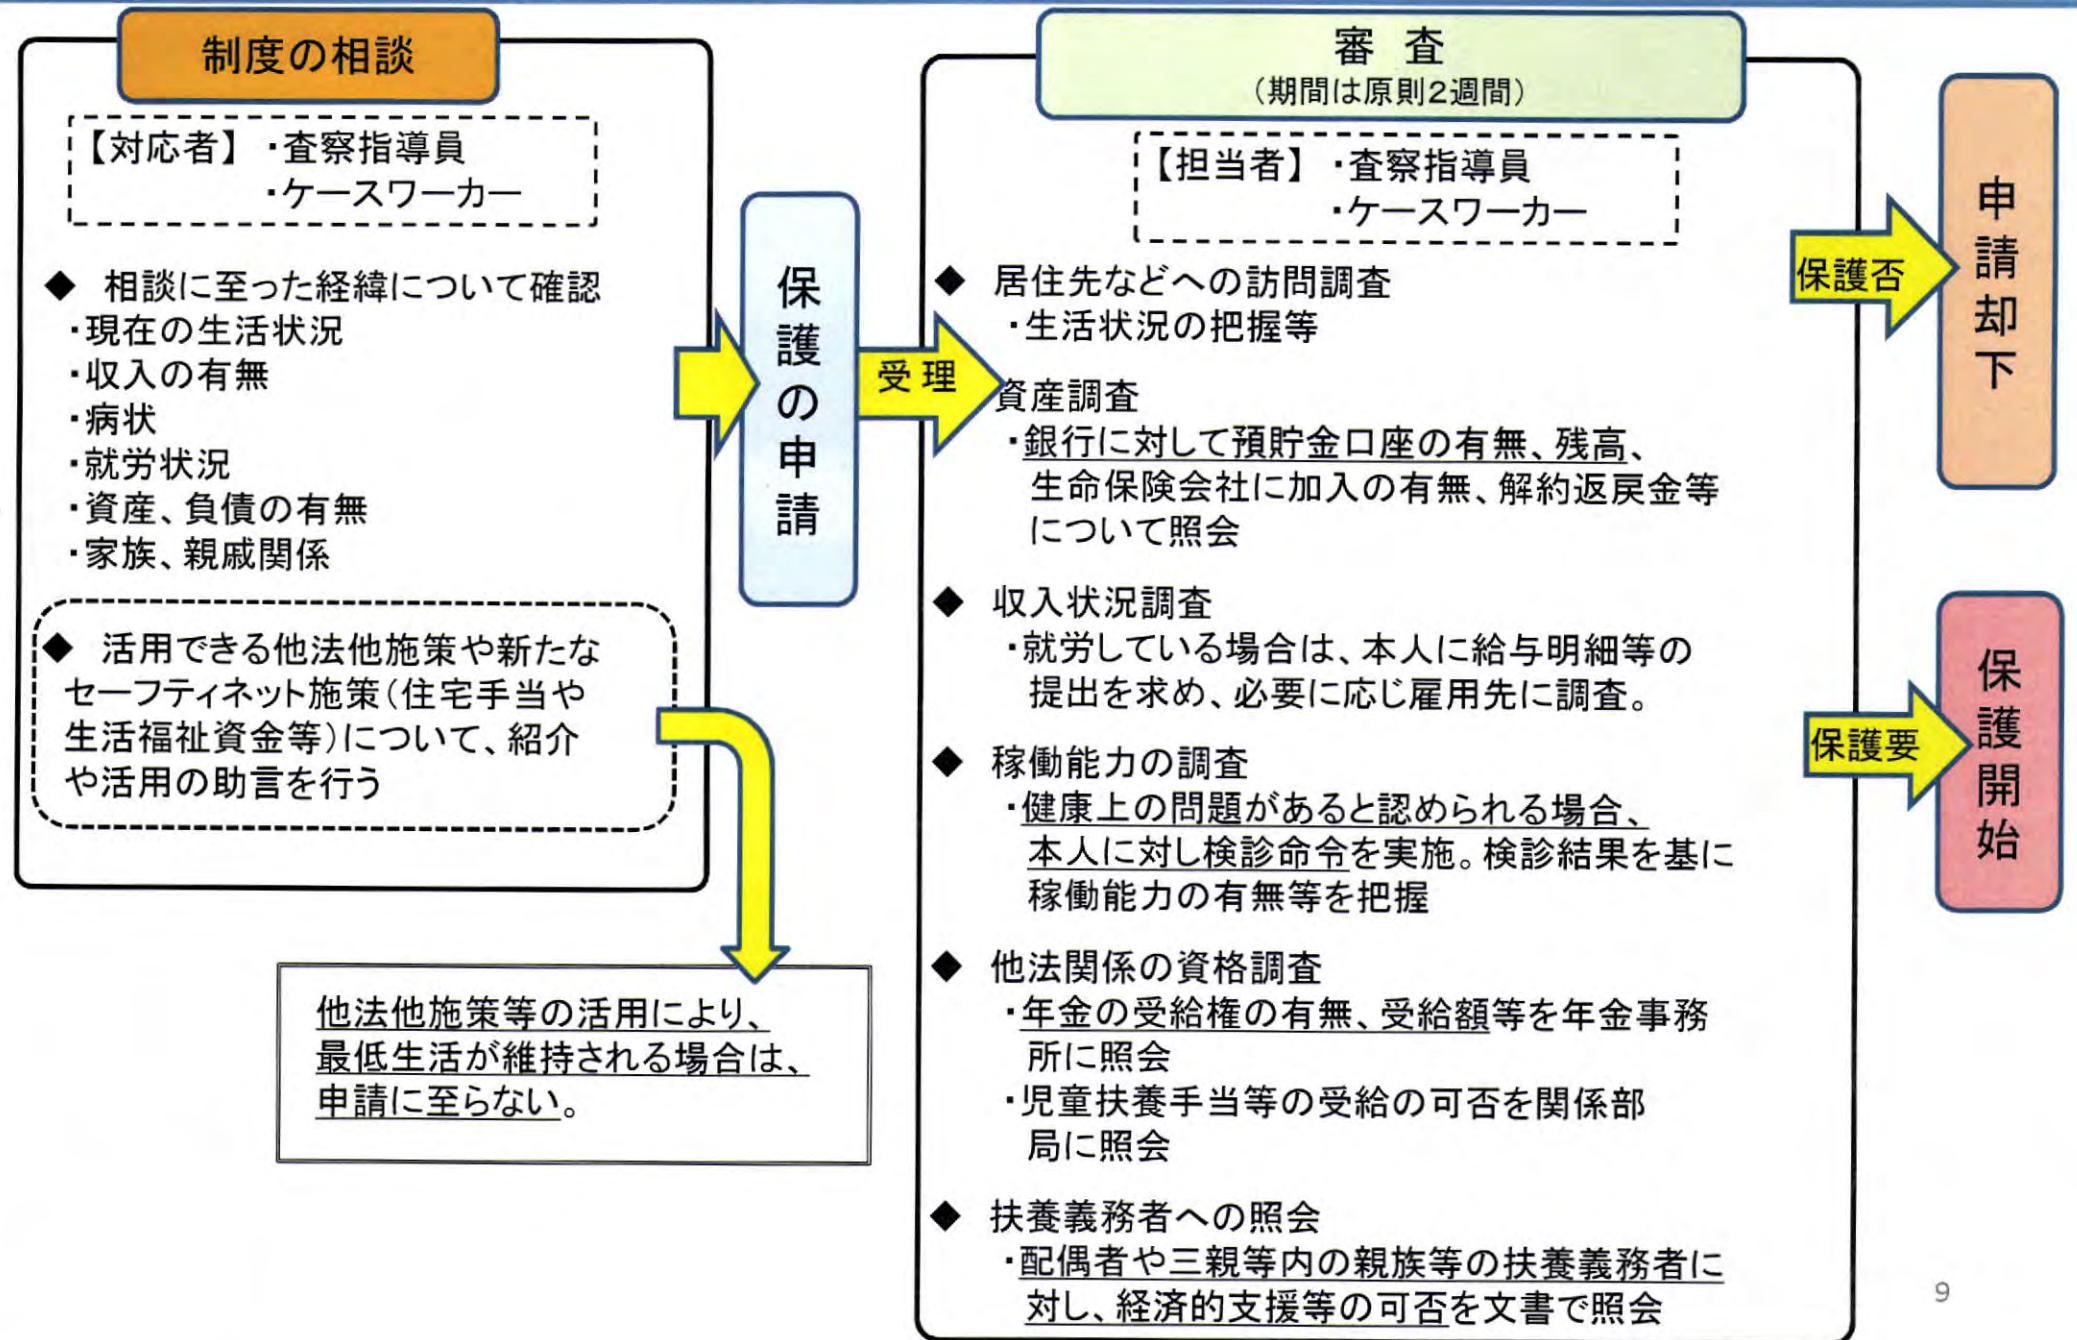 制度の相談
【対応者】・査察指導員
・ケースワーカー
◆ 相談に至った経緯について確認
・現在の生活状況
・収入の有無
・病状
・就労状況
・資産、負債の有無
・家族、親戚関係
◆ 活用できる他法他施策や新たな
セーフティネット施策(住宅手当や
生活福祉資金等)について、紹介
や活用の助言を行う
他法他施策等の活用により、
最低生活が維持される場合は、
申請に至らない。
保護の申請
受理
審 査
(期間は原則2週間)
【担当者】・査察指導員
・ケースワーカー
◆ 居住先などへの訪問調査
・生活状況の把握等
資産調査
・銀行に対して預貯金口座の有無、残高、
生命保険会社に加入の有無、解約返戻金等
について照会
◆ 収入状況調査
・就労している場合は、本人に給与明細等の
提出を求め、必要に応じ雇用先に調査。
◆ 稼働能力の調査
・健康上の問題があると認められる場合、
本人に対し検診命令を実施。検診結果を基に
稼働能力の有無等を把握
◆ 他法関係の資格調査
・年金の受給権の有無、受給額等を年金事務
所に照会
・児童扶養手当等の受給の可否を関係部
局に照会
◆ 扶養義務者への照会
・配偶者や三親等内の親族等の扶養義務者に
対し、経済的支援等の可否を文書で照会
保護否
申請却下
保護要
保護開始
9